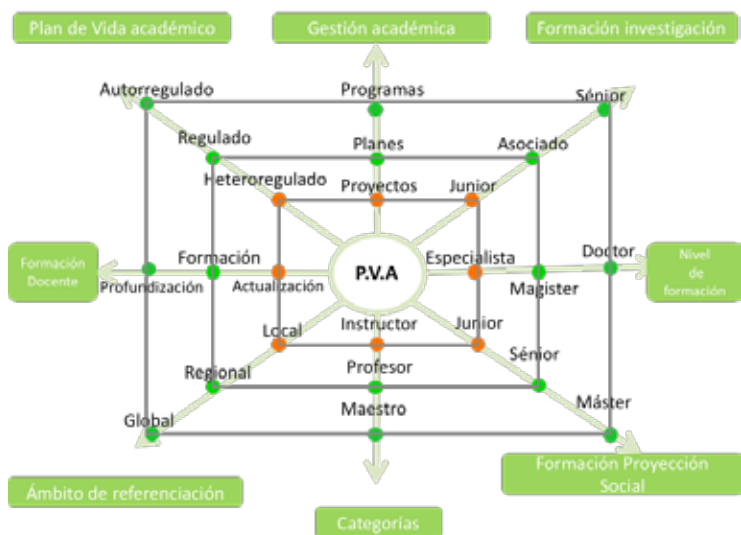 Plan de Vida académico
Gestión académica
Formación investigación
Autorregulado
Programas
Sénior
Regulado
Planes
Asociado
Heteroregulado
Proyectos
Junior
Formación
Docente
Profundización
Formación
Actualización
P.V.A
Especialista
Magister
Doctor
Nivel
de
formación
Local
Instructor
Junior
Regional
Profesor
Sénior
Global
Maestro
Máster
Ámbito de referenciación
Categorías
Formación Proyección
Social